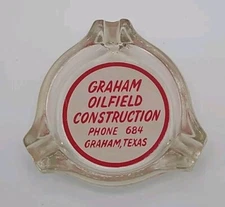 GRAHAM
OILFIELD
CONSTRUCTION
PHONE 684
GRAHAM, TEXAS